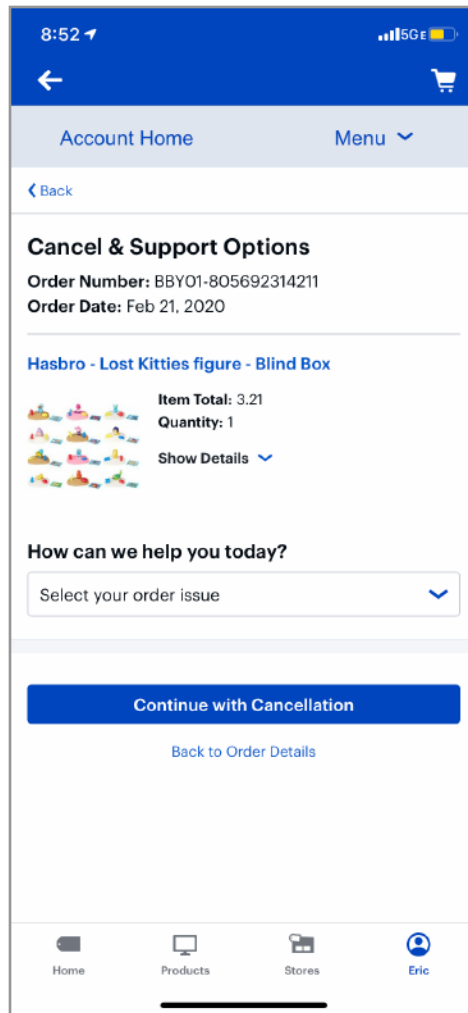 8:52
5GE
Account Home
Menu
Back
Cancel & Support Options
Order Number: BBY01-805692314211
Order Date: Feb 21, 2020
Hasbro - Lost Kitties figure - Blind Box
Item Total: 3.21
Quantity: 1
Show Details
How can we help you today?
Select your order issue
Continue with Cancellation
Back to Order Details
Home
Products
Stores
Eric